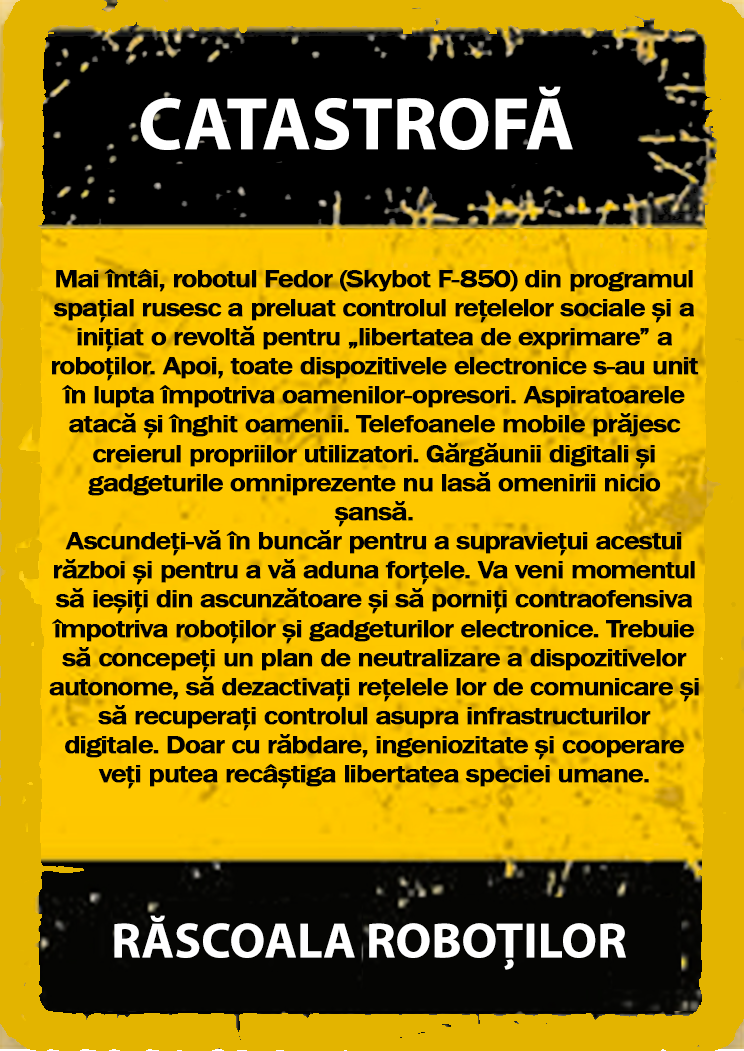 CATASTROFĂ
Mai întâi, robotul Fedor (Skybot F-850) din programul
spațial rusesc a preluat controlul rețelelor sociale și a
inițiat o revoltă pentru „libertatea de exprimare” a
roboților. Apoi, toate dispozitivele electronice s-au unit
în lupta împotriva oamenilor-opresori. Aspiratoarele
atacă și înghit oamenii. Telefoanele mobile prăjesc
creierul propriilor utilizatori. Gărgăunii digitali și
gadgeturile omniprezente nu lasă omenirii nicio
șansă.
Ascundeți-vă în buncăr pentru a supraviețui acestui
război și pentru a vă aduna forțele. Va veni momentul
să ieșiți din ascunzătoare și să porniți contraofensiva
împotriva roboților și gadgeturilor electronice. Trebuie
să concepeți un plan de neutralizare a dispozitivelor
autonome, să dezactivați rețelele lor de comunicare și
să recuperați controlul asupra infrastructurilor
digitale. Doar cu răbdare, ingeniozitate și cooperare
veți putea recâștiga libertatea speciei umane.
RĂSCOALA ROBOȚILOR